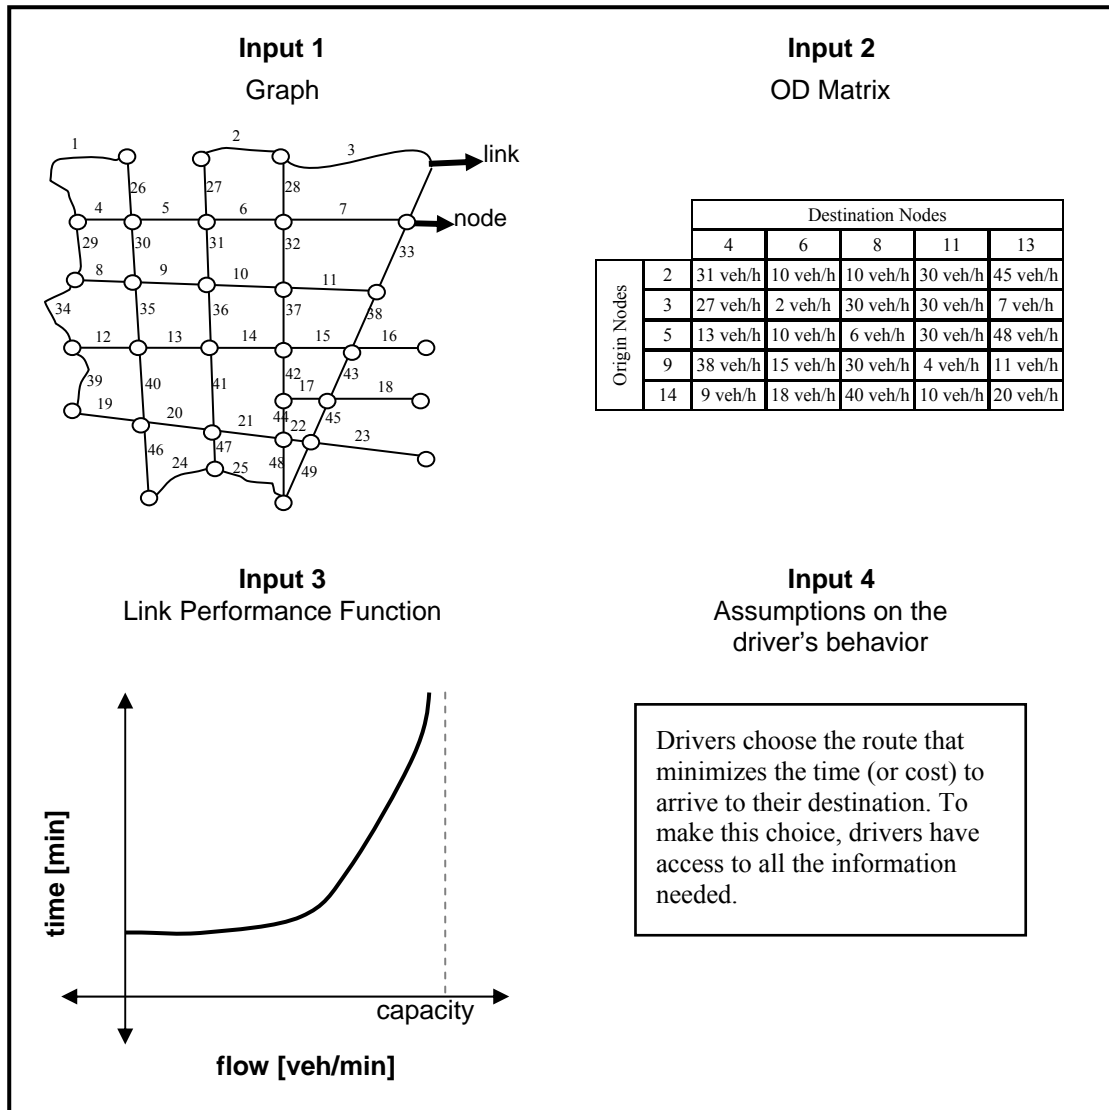 Input 1
Graph
1
2
3
link
26
27
28
4
5
6
7
node
29
30
31
32
33
8
9
10
11
34
35
36
37
38
12
13
14
15
16
39
40
41
42
43
17
18
19
20
21
44
22
45
23
46
47
48
49
24
25
Input 2
OD Matrix
Destination Nodes
4 6 8 11 13
Origin Nodes
2 31 veh/h 10 veh/h 10 veh/h 30 veh/h 45 veh/h
3 27 veh/h 2 veh/h 30 veh/h 30 veh/h 7 veh/h
5 13 veh/h 10 veh/h 6 veh/h 30 veh/h 48 veh/h
9 38 veh/h 15 veh/h 30 veh/h 4 veh/h 11 veh/h
14 9 veh/h 18 veh/h 40 veh/h 10 veh/h 20 veh/h
Input 3
Link Performance Function
time [min]
capacity
flow [veh/min]
Input 4
Assumptions on the
driver's behavior
Drivers choose the route that
minimizes the time (or cost) to
arrive to their destination. To
make this choice, drivers have
access to all the information
needed.